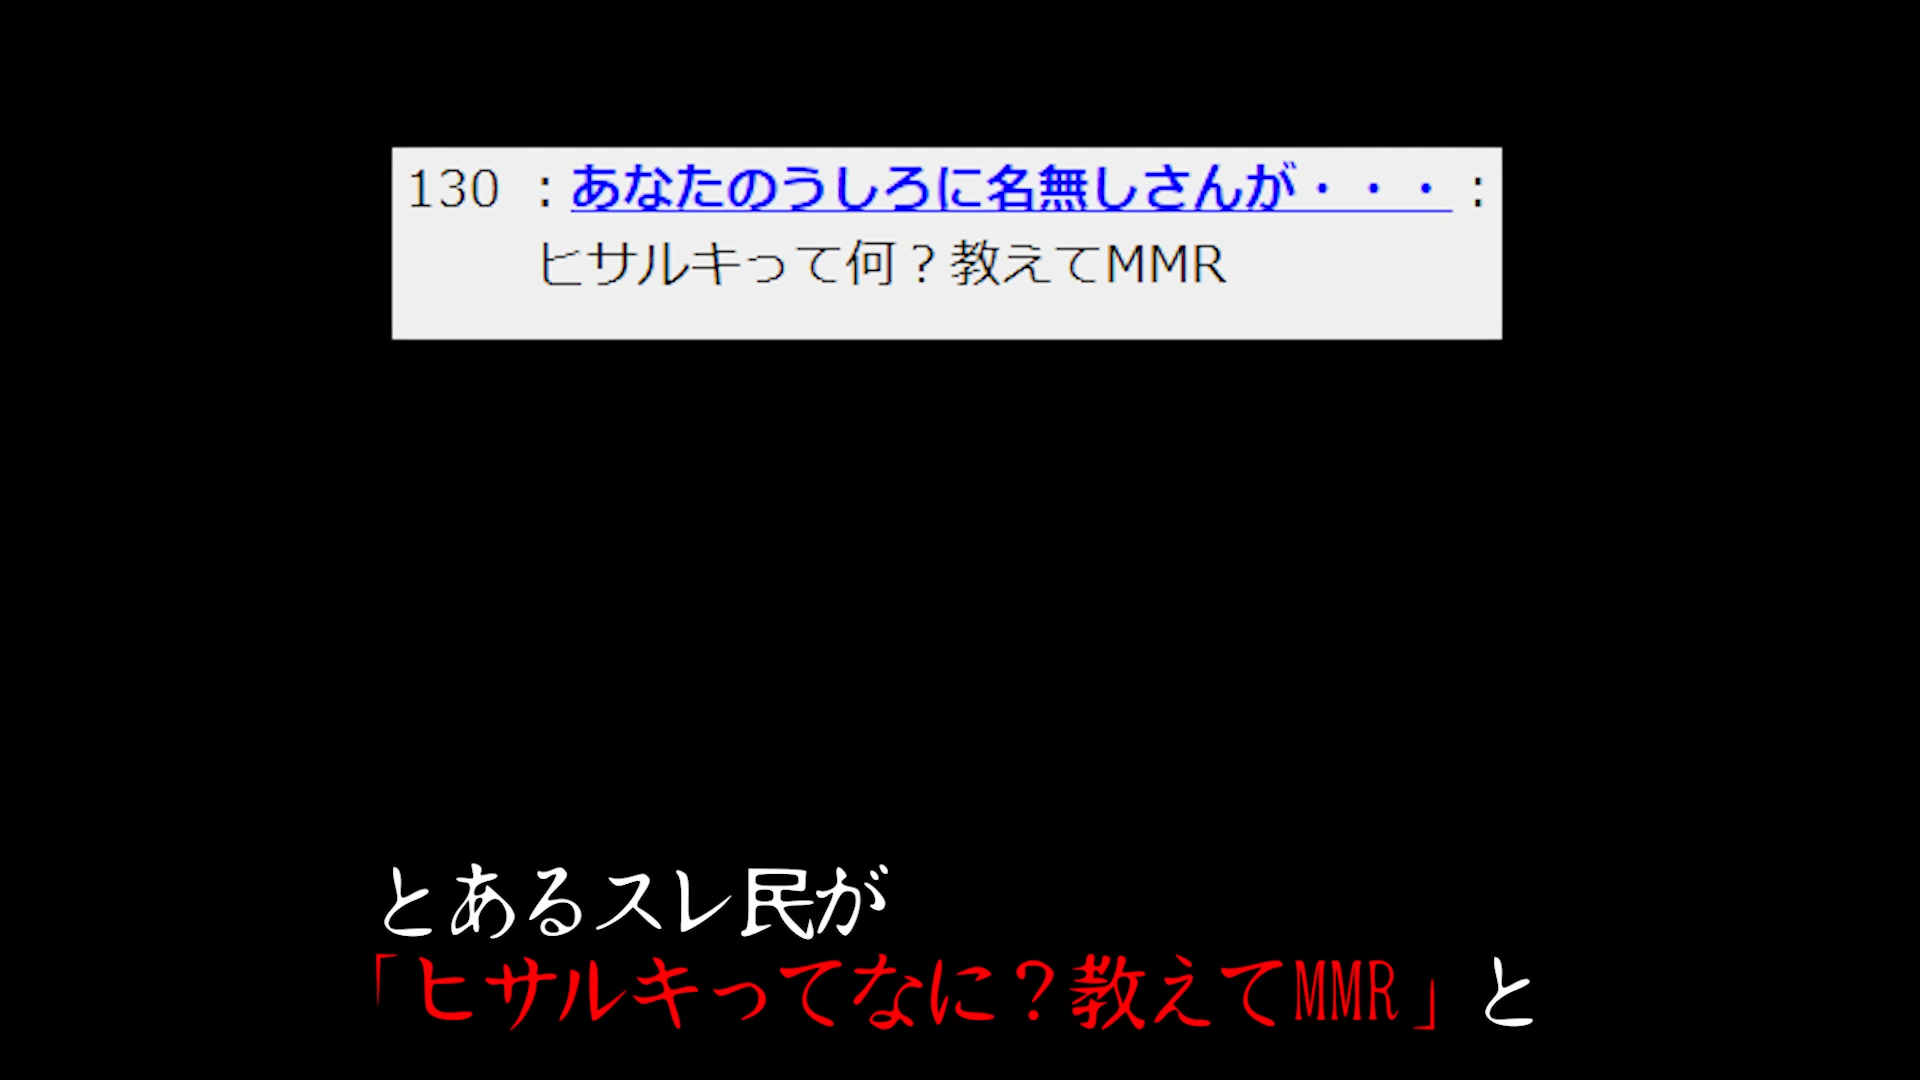 130 ：あなたのうしろに名無しさんが・・・：
ヒサルキって何？教えてMMR
とあるスレ民が
「ヒサルキってなに？教えてMMR」と